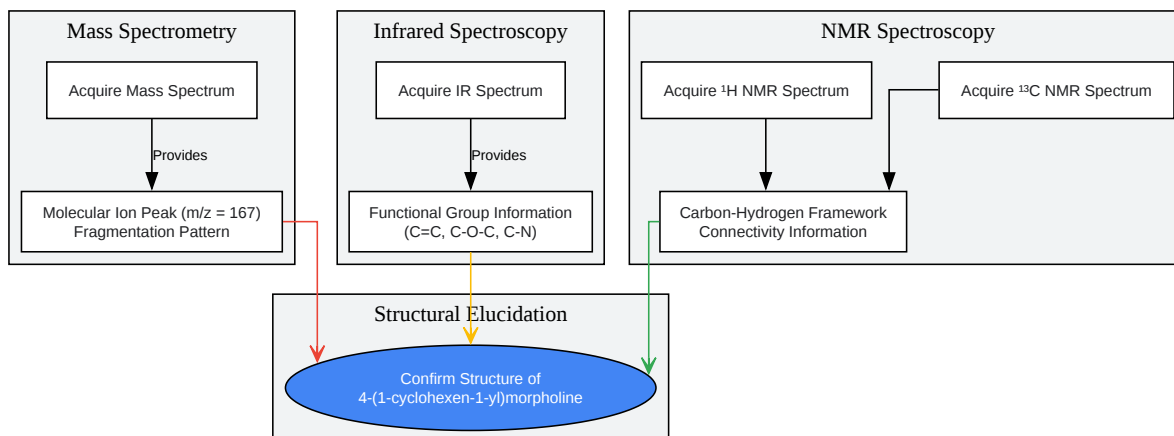 Mass Spectrometry
Acquire Mass Spectrum
Provides
Molecular Ion Peak (m/z = 167)
Fragmentation Pattern
Infrared Spectroscopy
Acquire IR Spectrum
Provides
Functional Group Information
(C=C, C-O-C, C-N)
NMR Spectroscopy
Acquire ¹H NMR Spectrum
Acquire ¹³C NMR Spectrum
Carbon-Hydrogen Framework
Connectivity Information
Structural Elucidation
Confirm Structure of
4-(1-cyclohexen-1-yl)morpholine